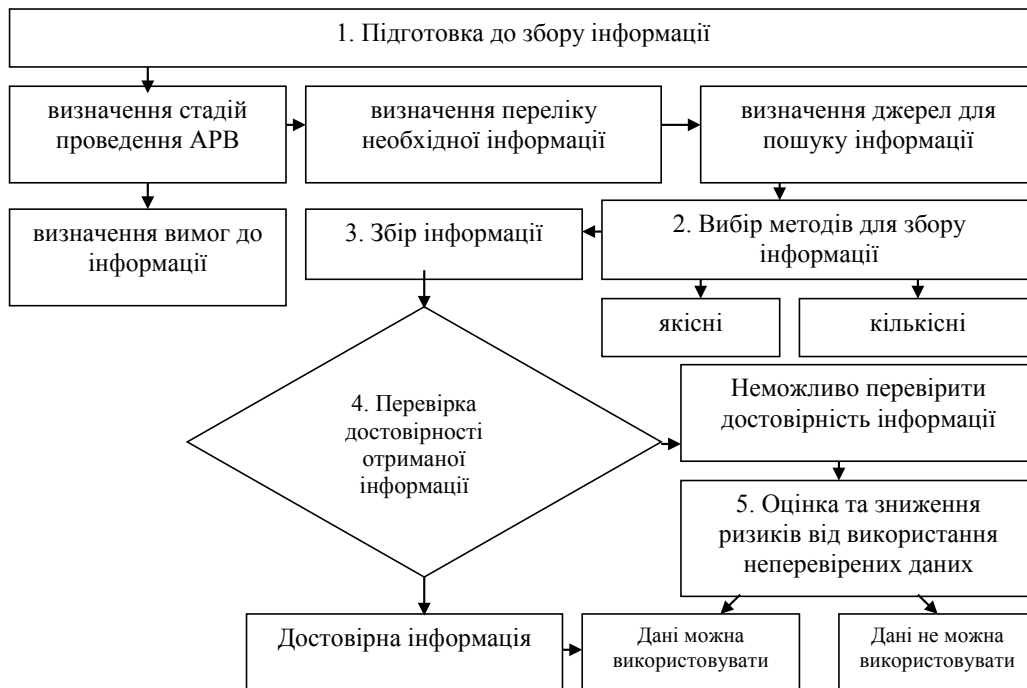 1. Підготовка до збору інформації
визначення стадій
проведення АРВ
визначення переліку
необхідної інформації
визначення джерел для
пошуку інформації
визначення вимог до
інформації
3. Збір інформації
2. Вибір методів для збору
інформації
якісні
кількісні
4. Перевірка
достовірності
отриманої
інформації
Неможливо перевірити
достовірність інформації
5. Оцінка та зниження
ризиків від використання
неперевірених даних
Достовірна інформація
Дані можна
використовувати
Дані не можна
використовувати